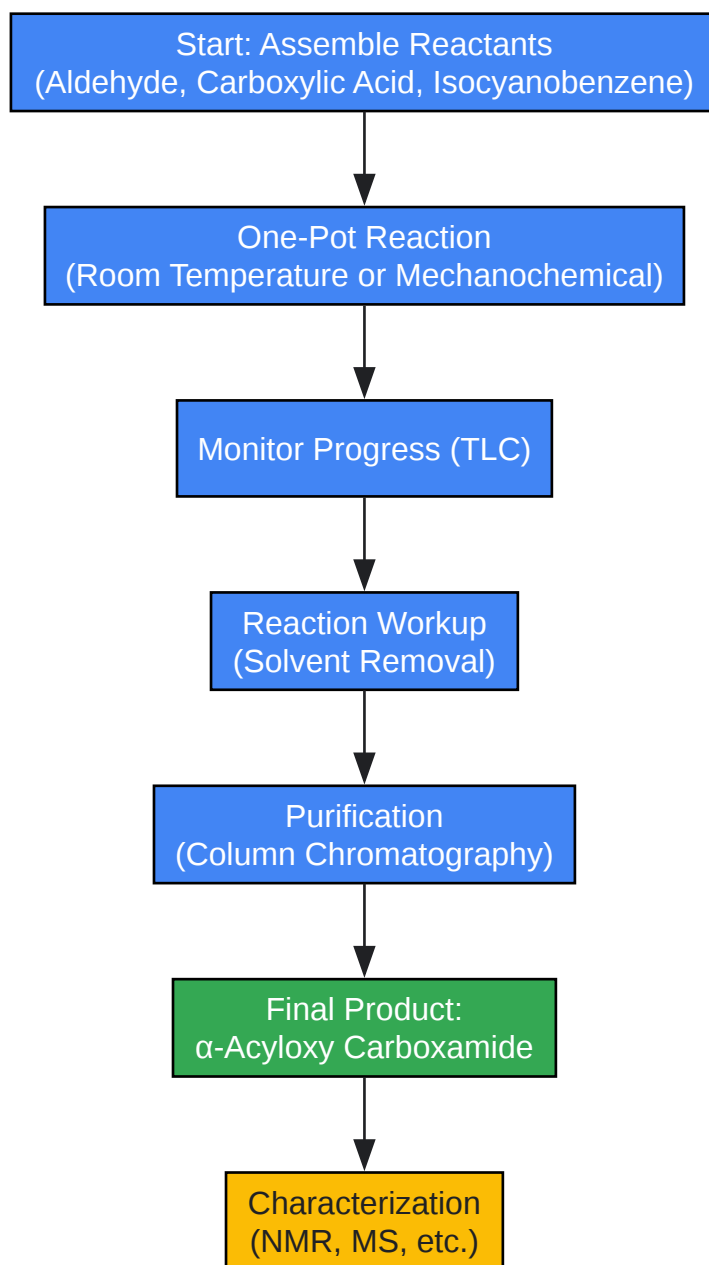 Start: Assemble Reactants
(Aldehyde, Carboxylic Acid, Isocyanobenzene)
One-Pot Reaction
(Room Temperature or Mechanochemical)
Monitor Progress (TLC)
Reaction Workup
(Solvent Removal)
Purification
(Column Chromatography)
Final Product:
α-Acyloxy Carboxamide
Characterization
(NMR, MS, etc.)